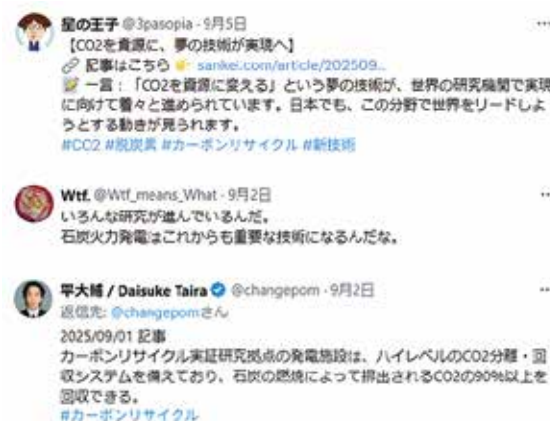 星の王子 @3pasopia・9月5日
【CO2を資源に、夢の技術が実現へ】
記事はこちら sankei.com/article/202509...
一言：「CO2を資源に変える」という夢の技術が、世界の研究機関で実現
に向けて着々と進められています。日本でも、この分野で世界をリードしよ
うとする動きが見られます。
#CC2 #脱炭素 #カーボンリサイクル #新技術
Wtf. @Wtf_means_What・9月2日
いろんな研究が進んでいるんだ。
石炭火力発電はこれからも重要な技術になるんだな。
平大輔 / Daisuke Taira @changepom・9月2日
返信先: @changepomさん
2025/09/01 記事
カーボンリサイクル実証研究拠点の発電施設は、ハイレベルのCO2分離・回
収システムを備えており、石炭の燃焼によって排出されるCO2の90%以上を
回収できる。
#カーボンリサイクル